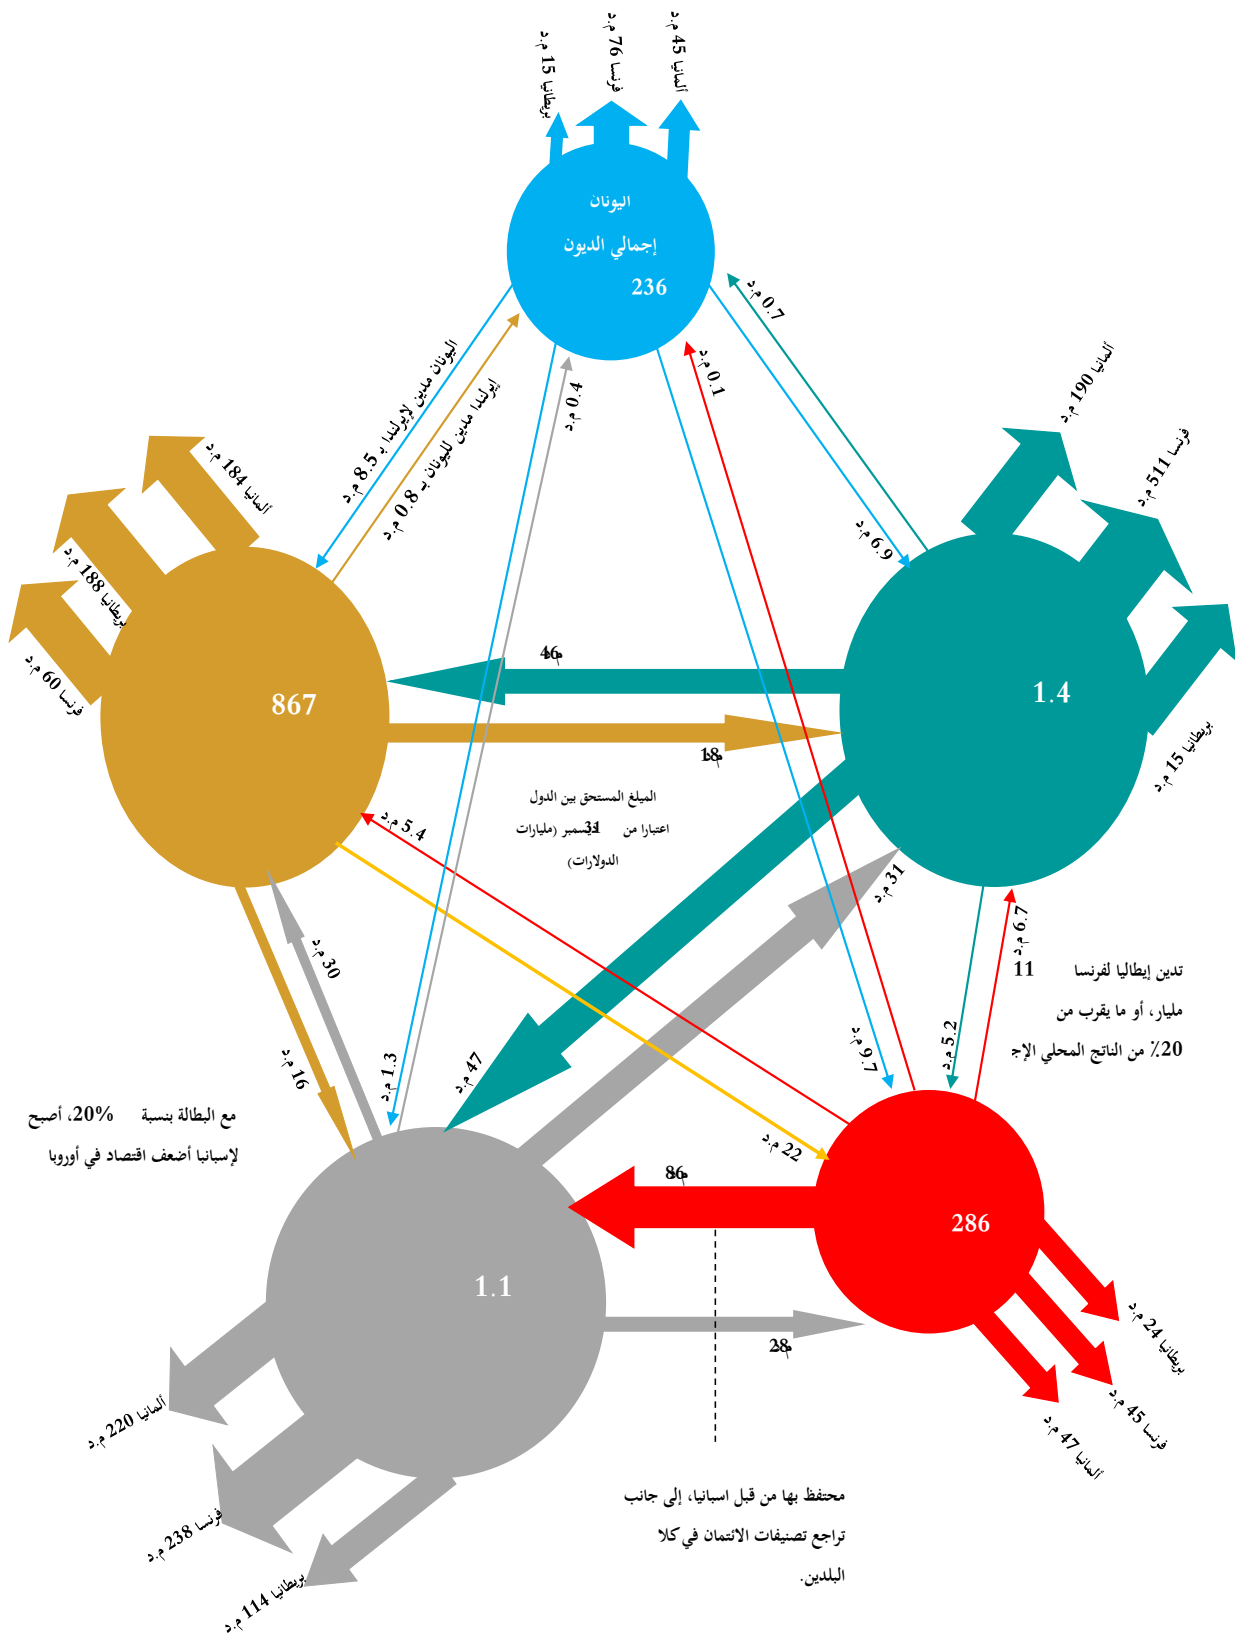 بريطانيا 15 م.د
فرنسا 76 م.د
ألمانيا 45 م.د
اليونان
إجمالي الديون
236
اليونان مدين لإيرلندا بـ 8.5 م.د
إيرلندا مدين لليونان بـ 0.8 م.د
0.4 م.د
0.1 م.د
0.7 م.د
6.9 م.د
ألمانيا 190 م.د
فرنسا 511 م.د
بريطانيا 15 م.د
1.4
ألمانيا 184 م.د
بريطانيا 188 م.د
فرنسا 60 م.د
867
46 م.د
18 م.د
الميلغ المستحق بين الدول
اعتبارا من 31 ديسمبر (مليارات
الدولارات)
5.4 م.د
31 م.د
6.7 م.د
30 م.د
16 م.د
1.3 م.د
47 م.د
9.7 م.د
5.2 م.د
22 م.د
تدين إيطاليا لفرنسا 11
مليار، أو ما يقرب من
20٪ من الناتج المحلي الإج
مع البطالة بنسبة 20%، أصبح
لإسبانيا أضعف اقتصاد في أوروبا
86 م.د
286
1.1
28 م.د
بريطانيا 24 م.د
فرنسا 45 م.د
ألمانيا 47 م.د
ألمانيا 220 م.د
فرنسا 238 م.د
بريطانيا 114 م.د
محتفظ بها من قبل اسبانيا، إلى جانب
تراجع تصنيفات الائتمان في كلا
البلدين.